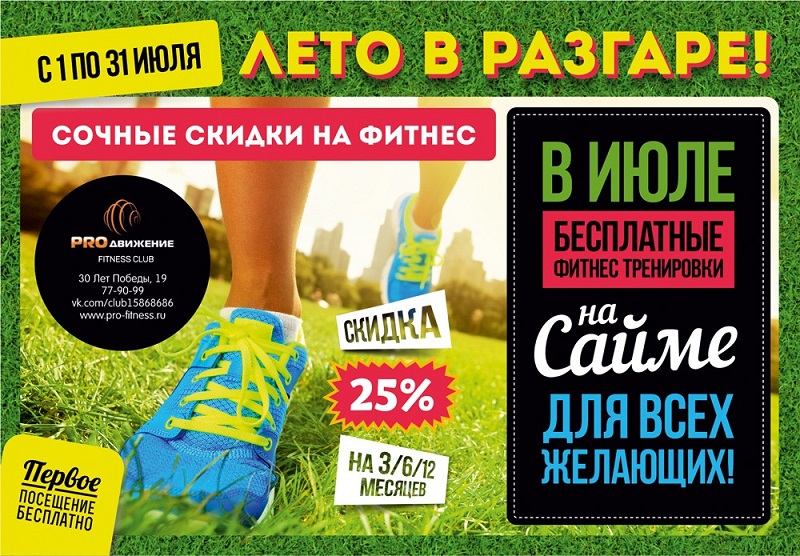 С 1 ПО 31 ИЮЛЯ
ЛЕТО В РАЗГАРЕ!
СОЧНЫЕ СКИДКИ НА ФИТНЕС
PROДВИЖЕНИЕ
FITNESS CLUB
30 Лет Победы, 19
77-90-99
vk.com/club15868686
www.pro-fitness.ru
СКИДКА
25%
НА 3/6/12
МЕСЯЦЕВ
Первое
ПОСЕЩЕНИЕ
БЕСПЛАТНО
В ИЮЛЕ
БЕСПЛАТНЫЕ
ФИТНЕС ТРЕНИРОВКИ
на
Сайме
ДЛЯ ВСЕХ
ЖЕЛАЮЩИХ!